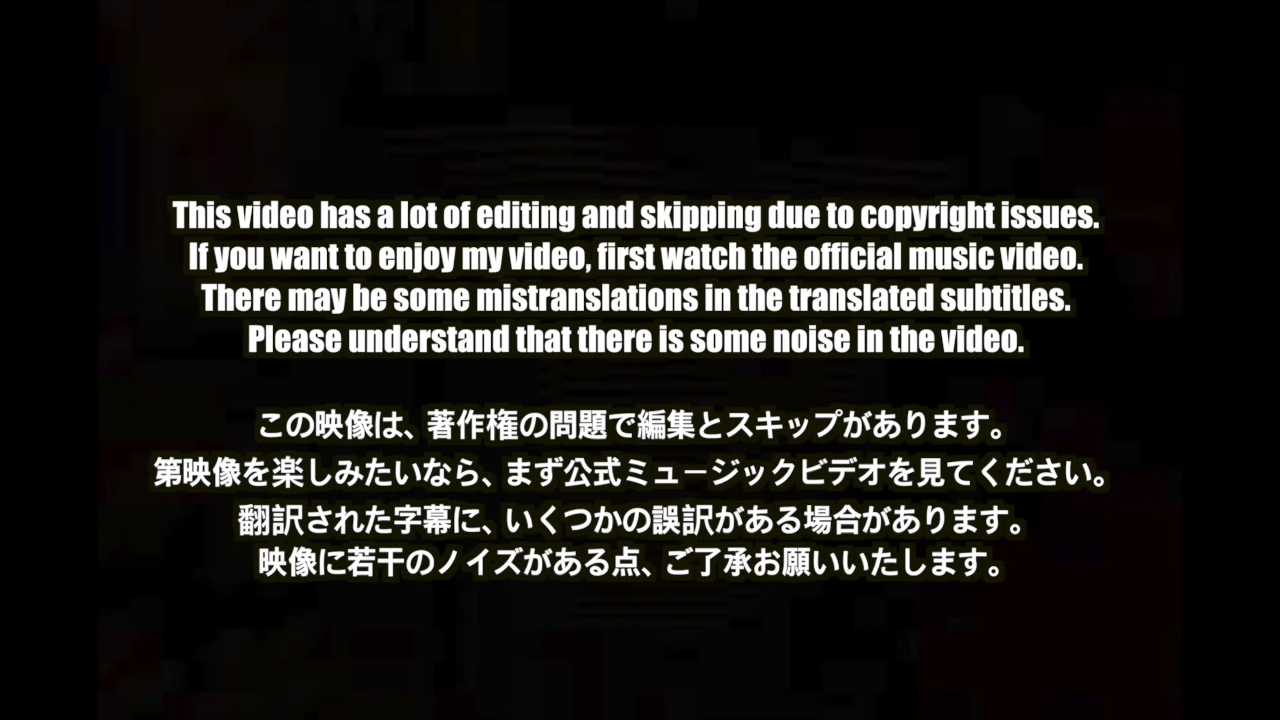 This video has a lot of editing and skipping due to copyright issues.
If you want to enjoy my video, first watch the official music video.
There may be some mistranslations in the translated subtitles.
Please understand that there is some noise in the video.
この映像は、著作権の問題で編集とスキップがあります。
第映像を楽しみたいなら、まず公式ミュージックビデオを見てください。
翻訳された字幕に、いくつかの誤訳がある場合があります。
映像に若干のノイズがある点、ご了承お願いいたします。